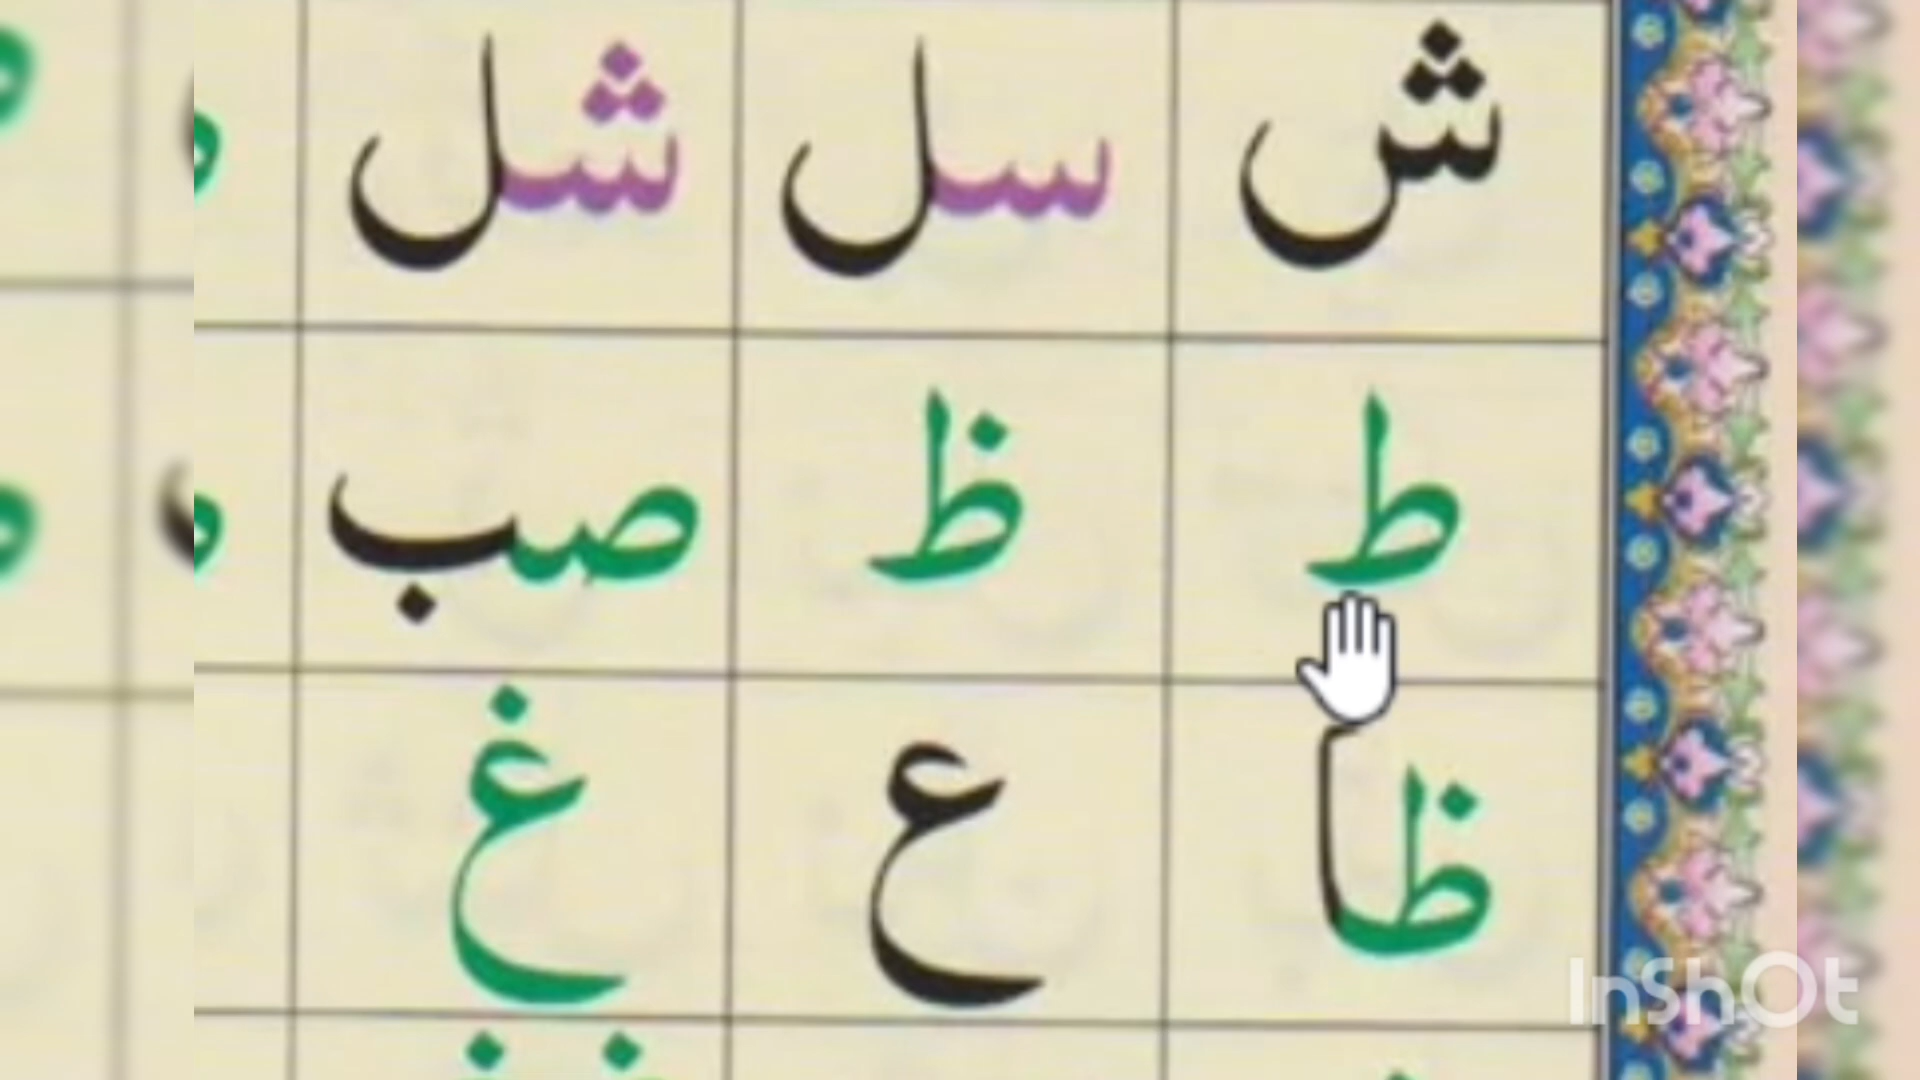 ش سل شل
ط ظ صب
ظا ع غ
InShOt